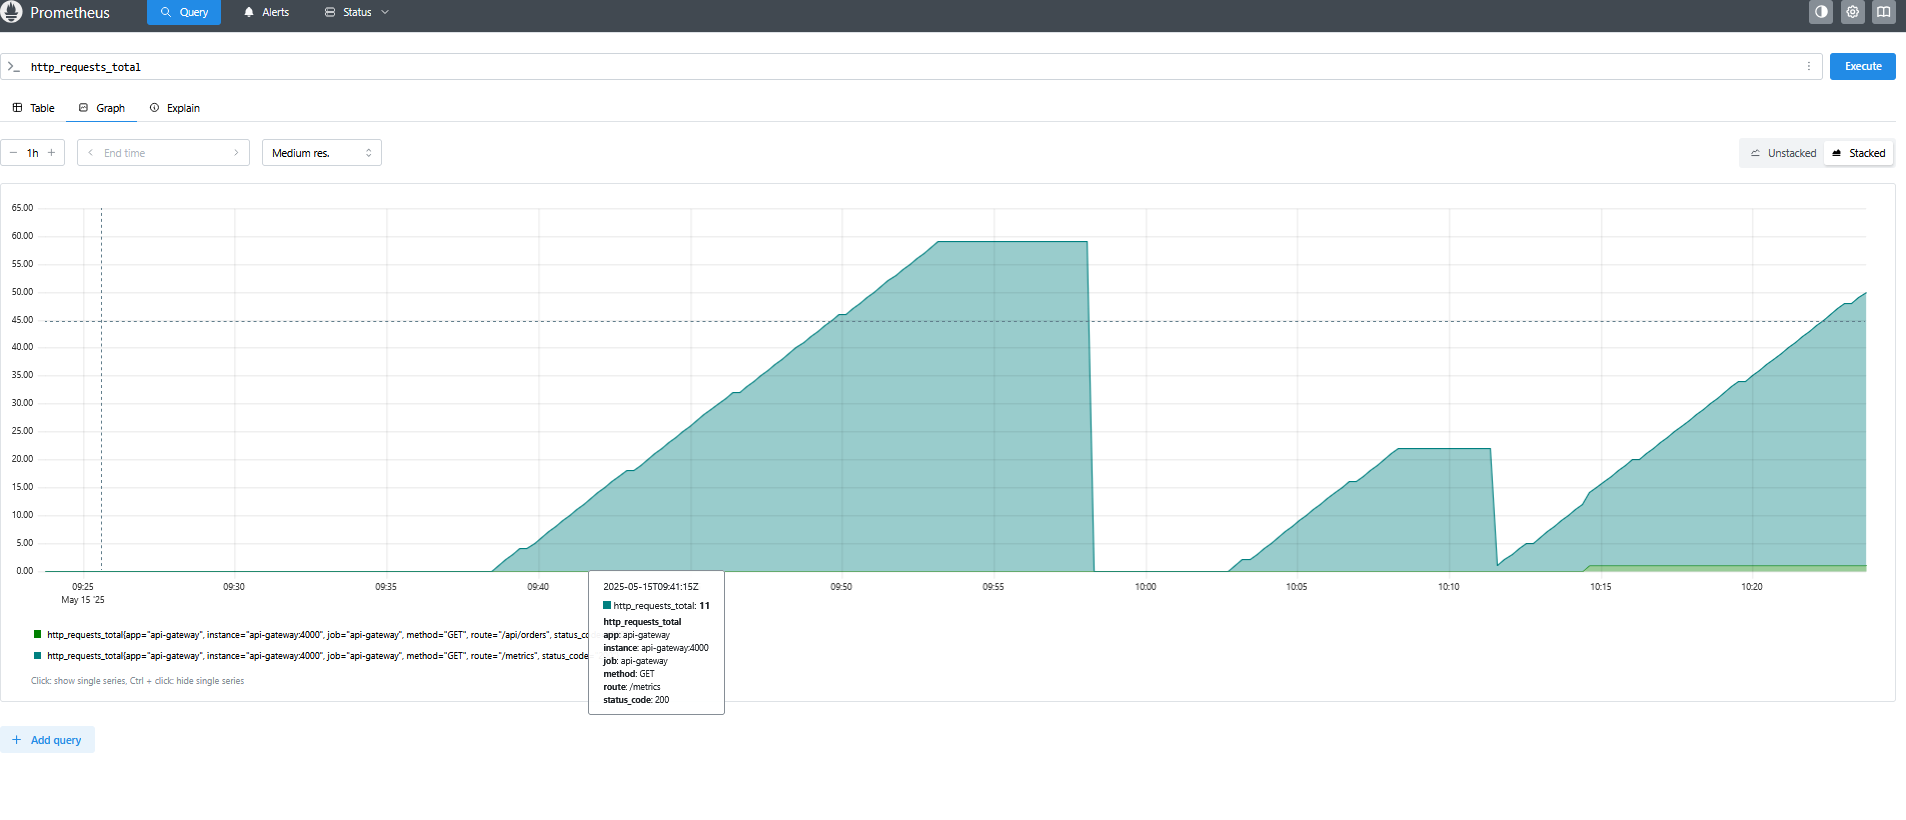 Prometheus
Query
Alerts
Status
http_requests_total
Execute
Table
Graph
Explain
1h
End time
Medium res.
Unstacked
Stacked
65.00
60.00
55.00
50.00
45.00
40.00
35.00
30.00
25.00
20.00
15.00
10.00
5.00
0.00
09:25
09:30
09:35
09:40
09:50
09:55
10:00
10:05
10:10
10:15
10:20
May 15 '25
2025-05-15T09:41:15Z
http_requests_total: 11
http_requests_total
app: api-gateway
instance: api-gateway:4000
job: api-gateway
method: GET
route: /metrics
status_code: 200
http_requests_total{app="api-gateway", instance="api-gateway:4000", job="api-gateway", method="GET", route="/api/orders", status_co
http_requests_total{app="api-gateway", instance="api-gateway:4000", job="api-gateway", method="GET", route="/metrics", status_code
Click: show single series, Ctrl + click: hide single series
Add query